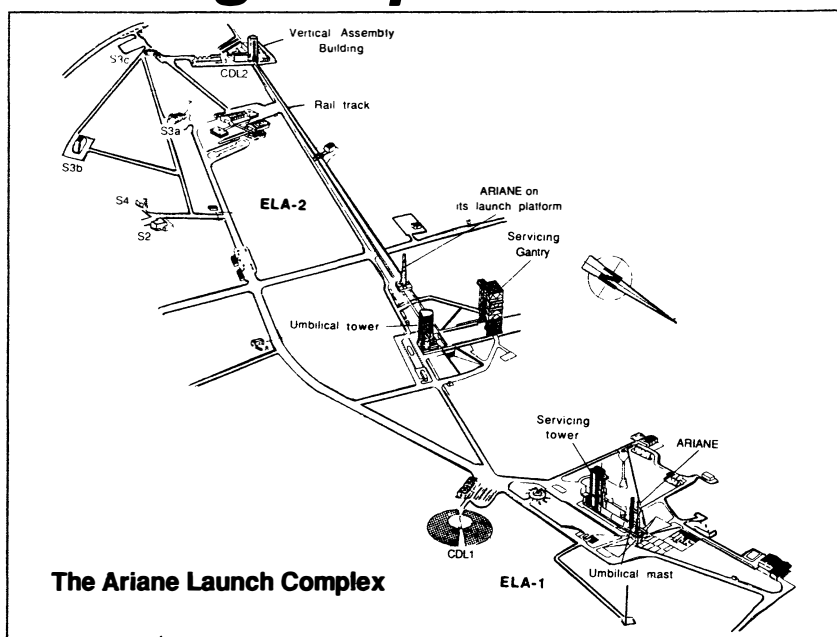 Vertical Assembly
Building
S3c
CDL2
Rail track
S3a
S3b
ELA-2
ARIANE on
its launch platform
S4
S2
Servicing
Gantry
Umbilical tower
Servicing
tower
ARIANE
CDL1
The Ariane Launch Complex
ELA-1
Umbilical mast